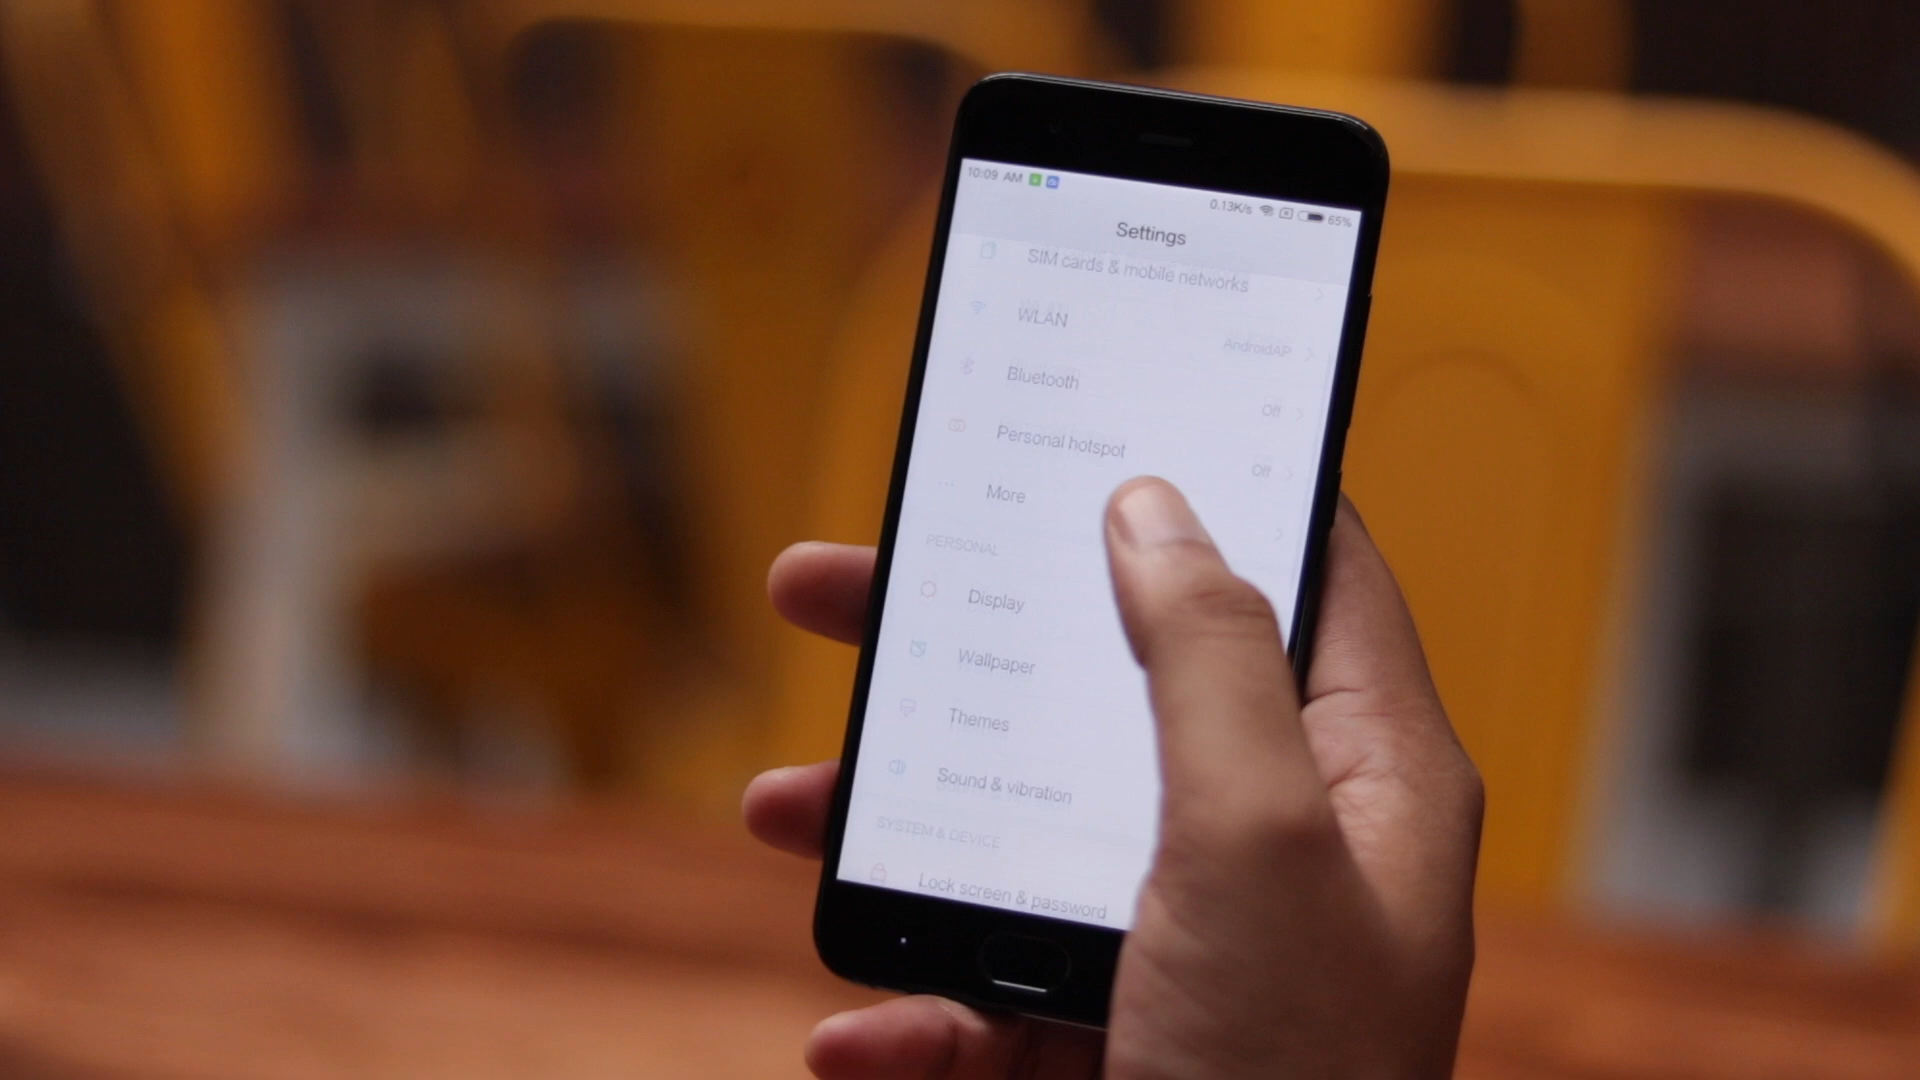 10:09 AM
0.13K/s 65%
Settings
SIM cards & mobile networks
WLAN AndroidAP
Bluetooth Off
Personal hotspot Off
More
PERSONAL
Display
Wallpaper
Themes
Sound & vibration
SYSTEM & DEVICE
Lock screen & password